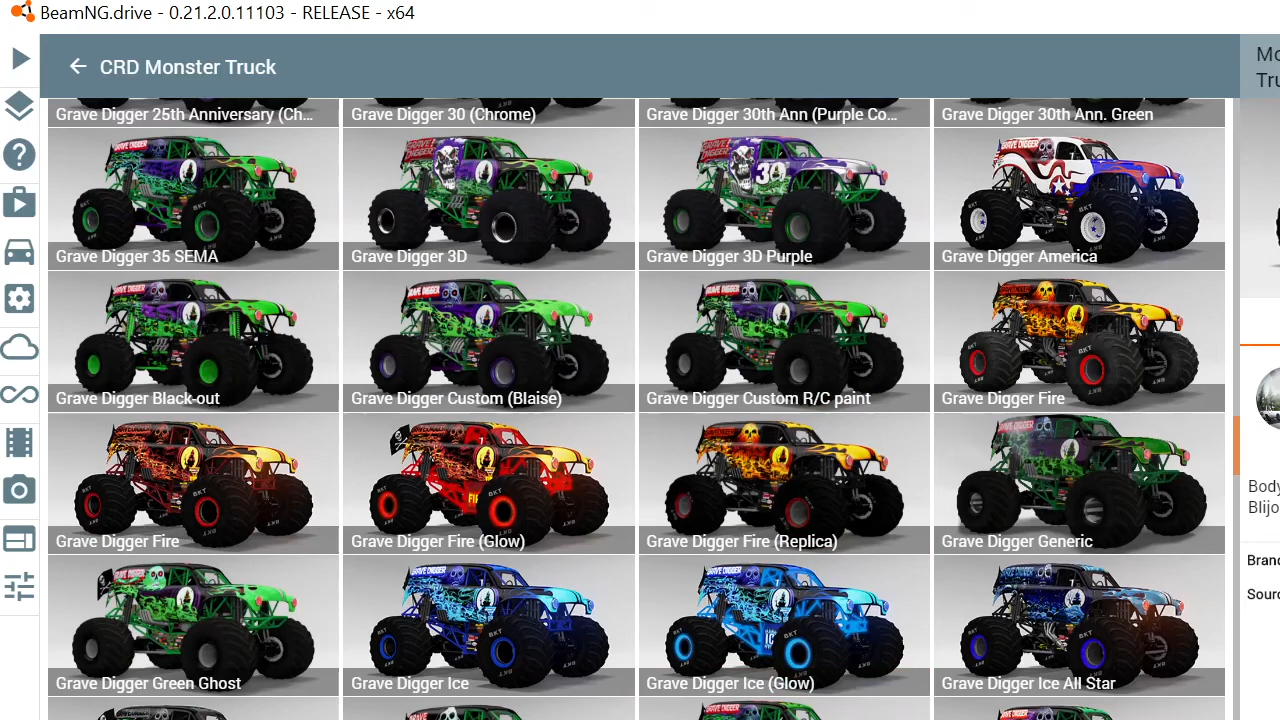 BeamNG.drive - 0.21.2.0.11103 - RELEASE - x64
CRD Monster Truck
Mo
Tru
Grave Digger 25th Anniversary (Ch...
Grave Digger 30 (Chrome)
Grave Digger 30th Ann (Purple Co...
Grave Digger 30th Ann. Green
Grave Digger 35 SEMA
Grave Digger 3D
Grave Digger 3D Purple
Grave Digger America
Grave Digger Black-out
Grave Digger Custom (Blaise)
Grave Digger Custom R/C paint
Grave Digger Fire
Grave Digger Fire
Grave Digger Fire (Glow)
Grave Digger Fire (Replica)
Grave Digger Generic
Body
Blijo
Brand
Sourc
Grave Digger Green Ghost
Grave Digger Ice
Grave Digger Ice (Glow)
Grave Digger Ice All Star